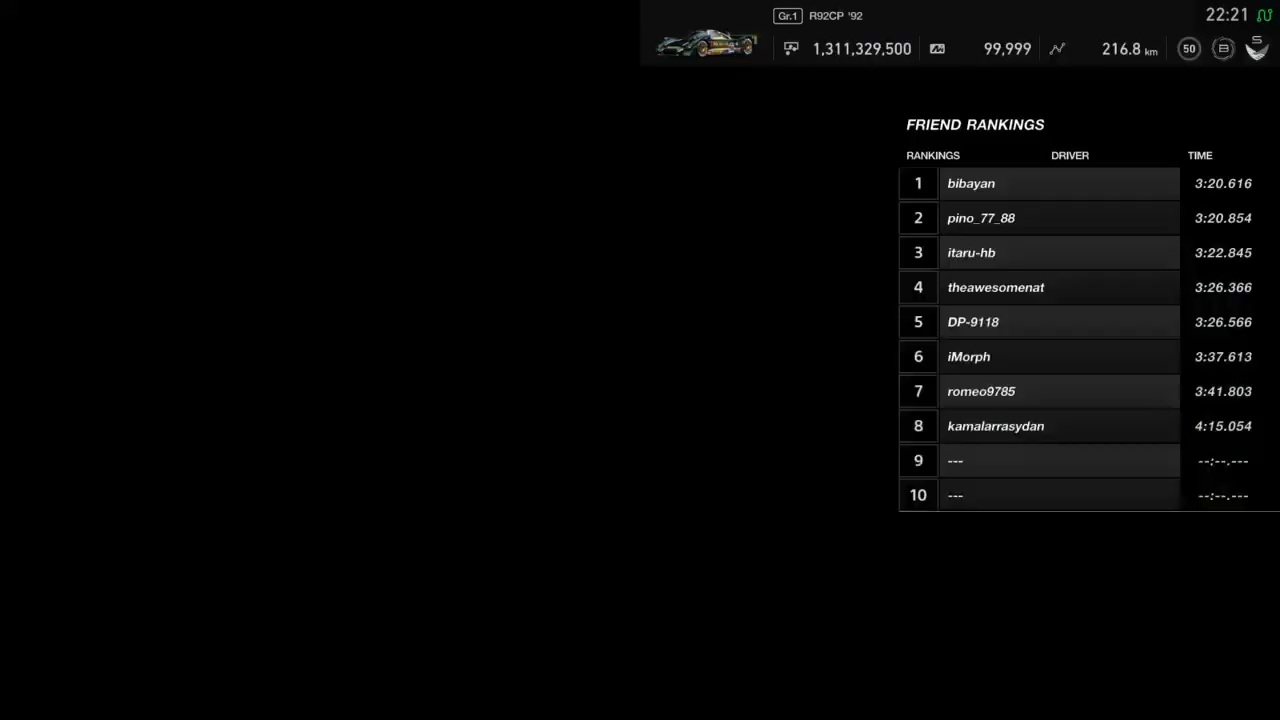 Gr.1 R92CP '92 22:21
1,311,329,500 99,999 216.8 km 50 B S
FRIEND RANKINGS
RANKINGS DRIVER TIME
1 bibayan 3:20.616
2 pino_77_88 3:20.854
3 itaru-hb 3:22.845
4 theawesomenat 3:26.366
5 DP-9118 3:26.566
6 iMorph 3:37.613
7 romeo9785 3:41.803
8 kamalarrasydan 4:15.054
9 --- --:--.---
10 --- --:--.---